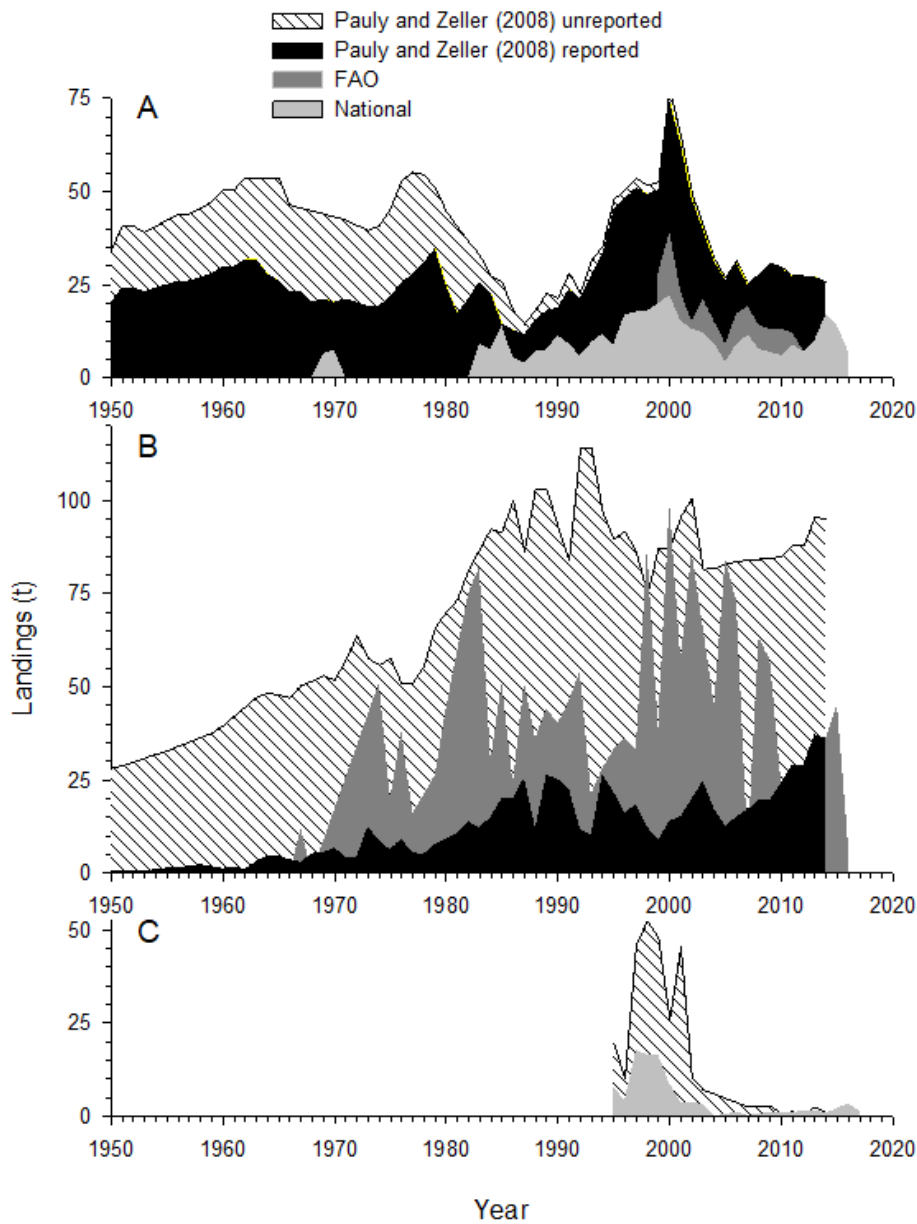 Pauly and Zeller (2008) unreported
Pauly and Zeller (2008) reported
FAO
National
A
75
50
25
0
1950 1960 1970 1980 1990 2000 2010 2020
B
100
75
50
25
0
1950 1960 1970 1980 1990 2000 2010 2020
Landings (t)
C
50
25
0
1950 1960 1970 1980 1990 2000 2010 2020
Year